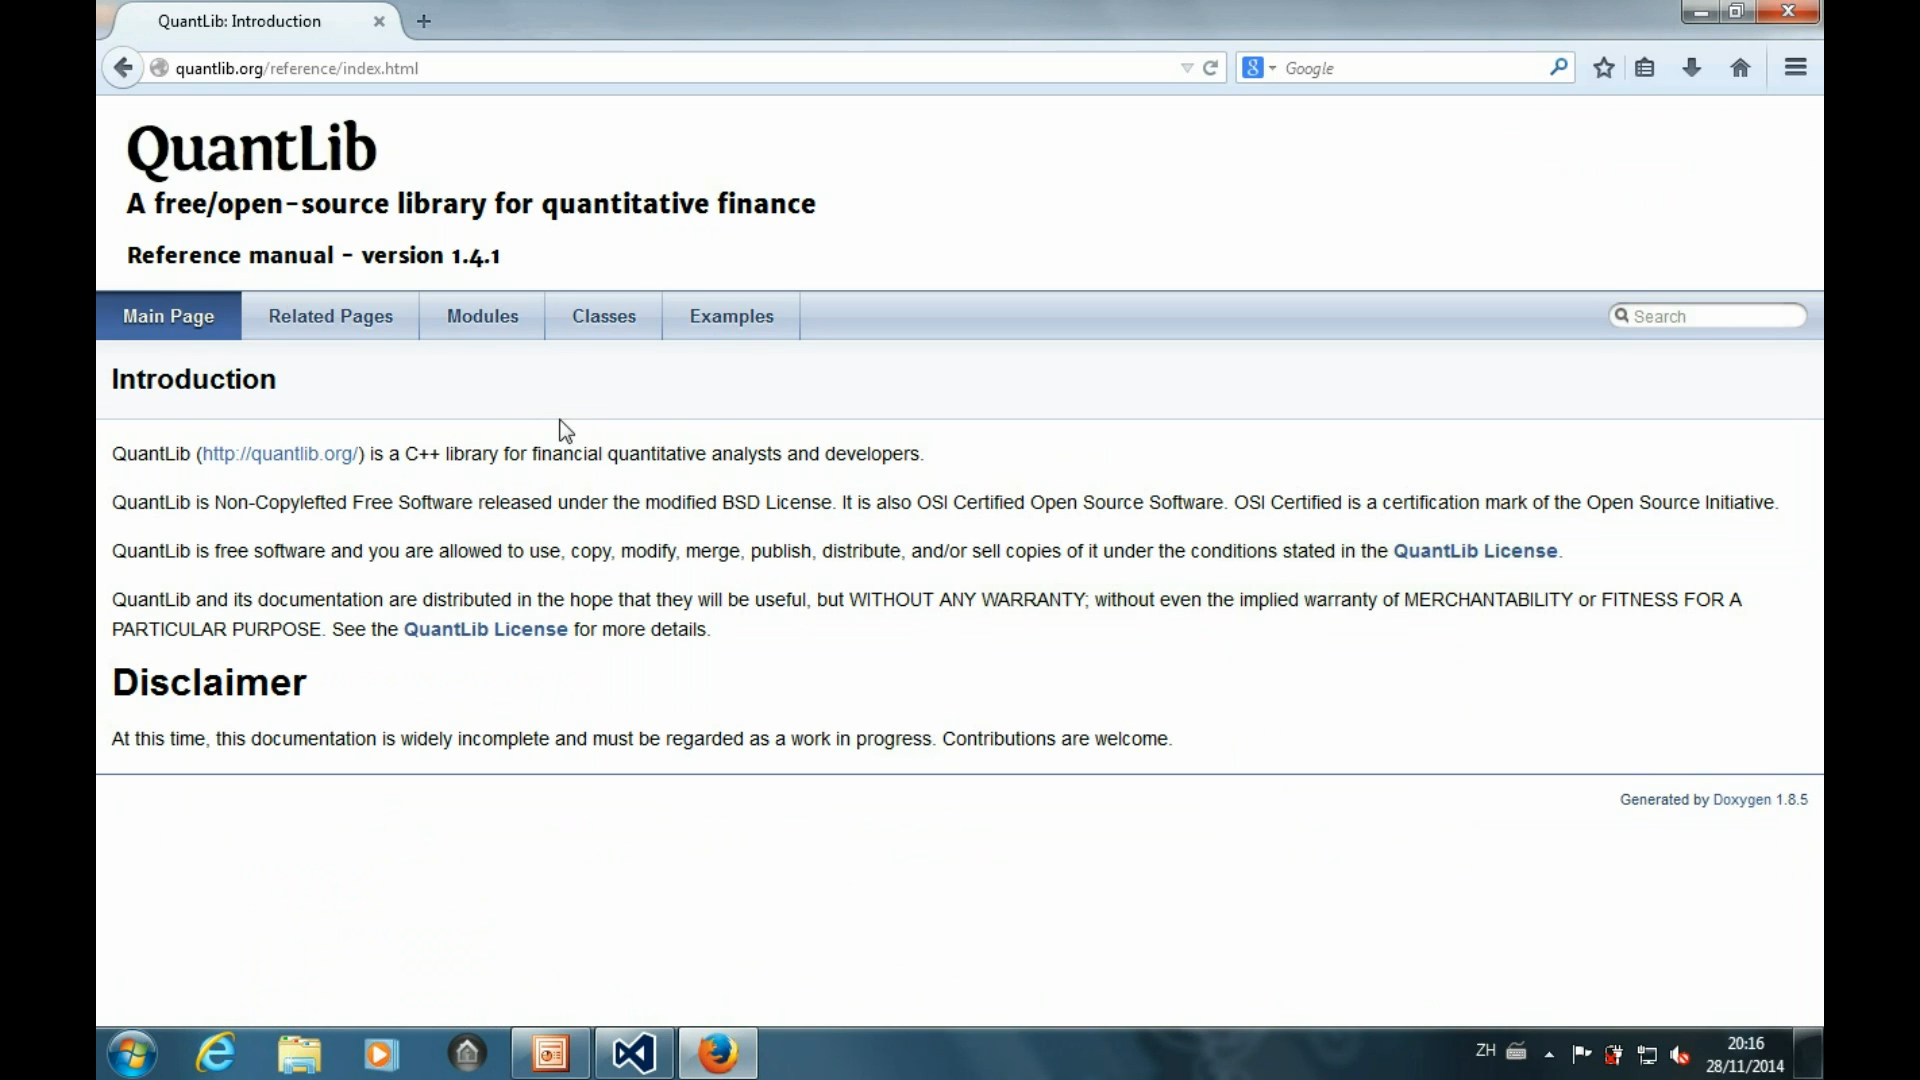 QuantLib: Introduction
quantlib.org/reference/index.html
Google
QuantLib
A free/open-source library for quantitative finance
Reference manual - version 1.4.1
Main Page
Related Pages
Modules
Classes
Examples
Search
Introduction
QuantLib (http://quantlib.org/) is a C++ library for financial quantitative analysts and developers.
QuantLib is Non-Copylefted Free Software released under the modified BSD License. It is also OSI Certified Open Source Software. OSI Certified is a certification mark of the Open Source Initiative.
QuantLib is free software and you are allowed to use, copy, modify, merge, publish, distribute, and/or sell copies of it under the conditions stated in the QuantLib License.
QuantLib and its documentation are distributed in the hope that they will be useful, but WITHOUT ANY WARRANTY; without even the implied warranty of MERCHANTABILITY or FITNESS FOR A
PARTICULAR PURPOSE. See the QuantLib License for more details.
Disclaimer
At this time, this documentation is widely incomplete and must be regarded as a work in progress. Contributions are welcome.
Generated by Doxygen 1.8.5
ZH
20:16
28/11/2014